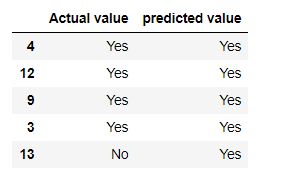 Actual value predicted value
4 Yes Yes
12 Yes Yes
9 Yes Yes
3 Yes Yes
13 No Yes